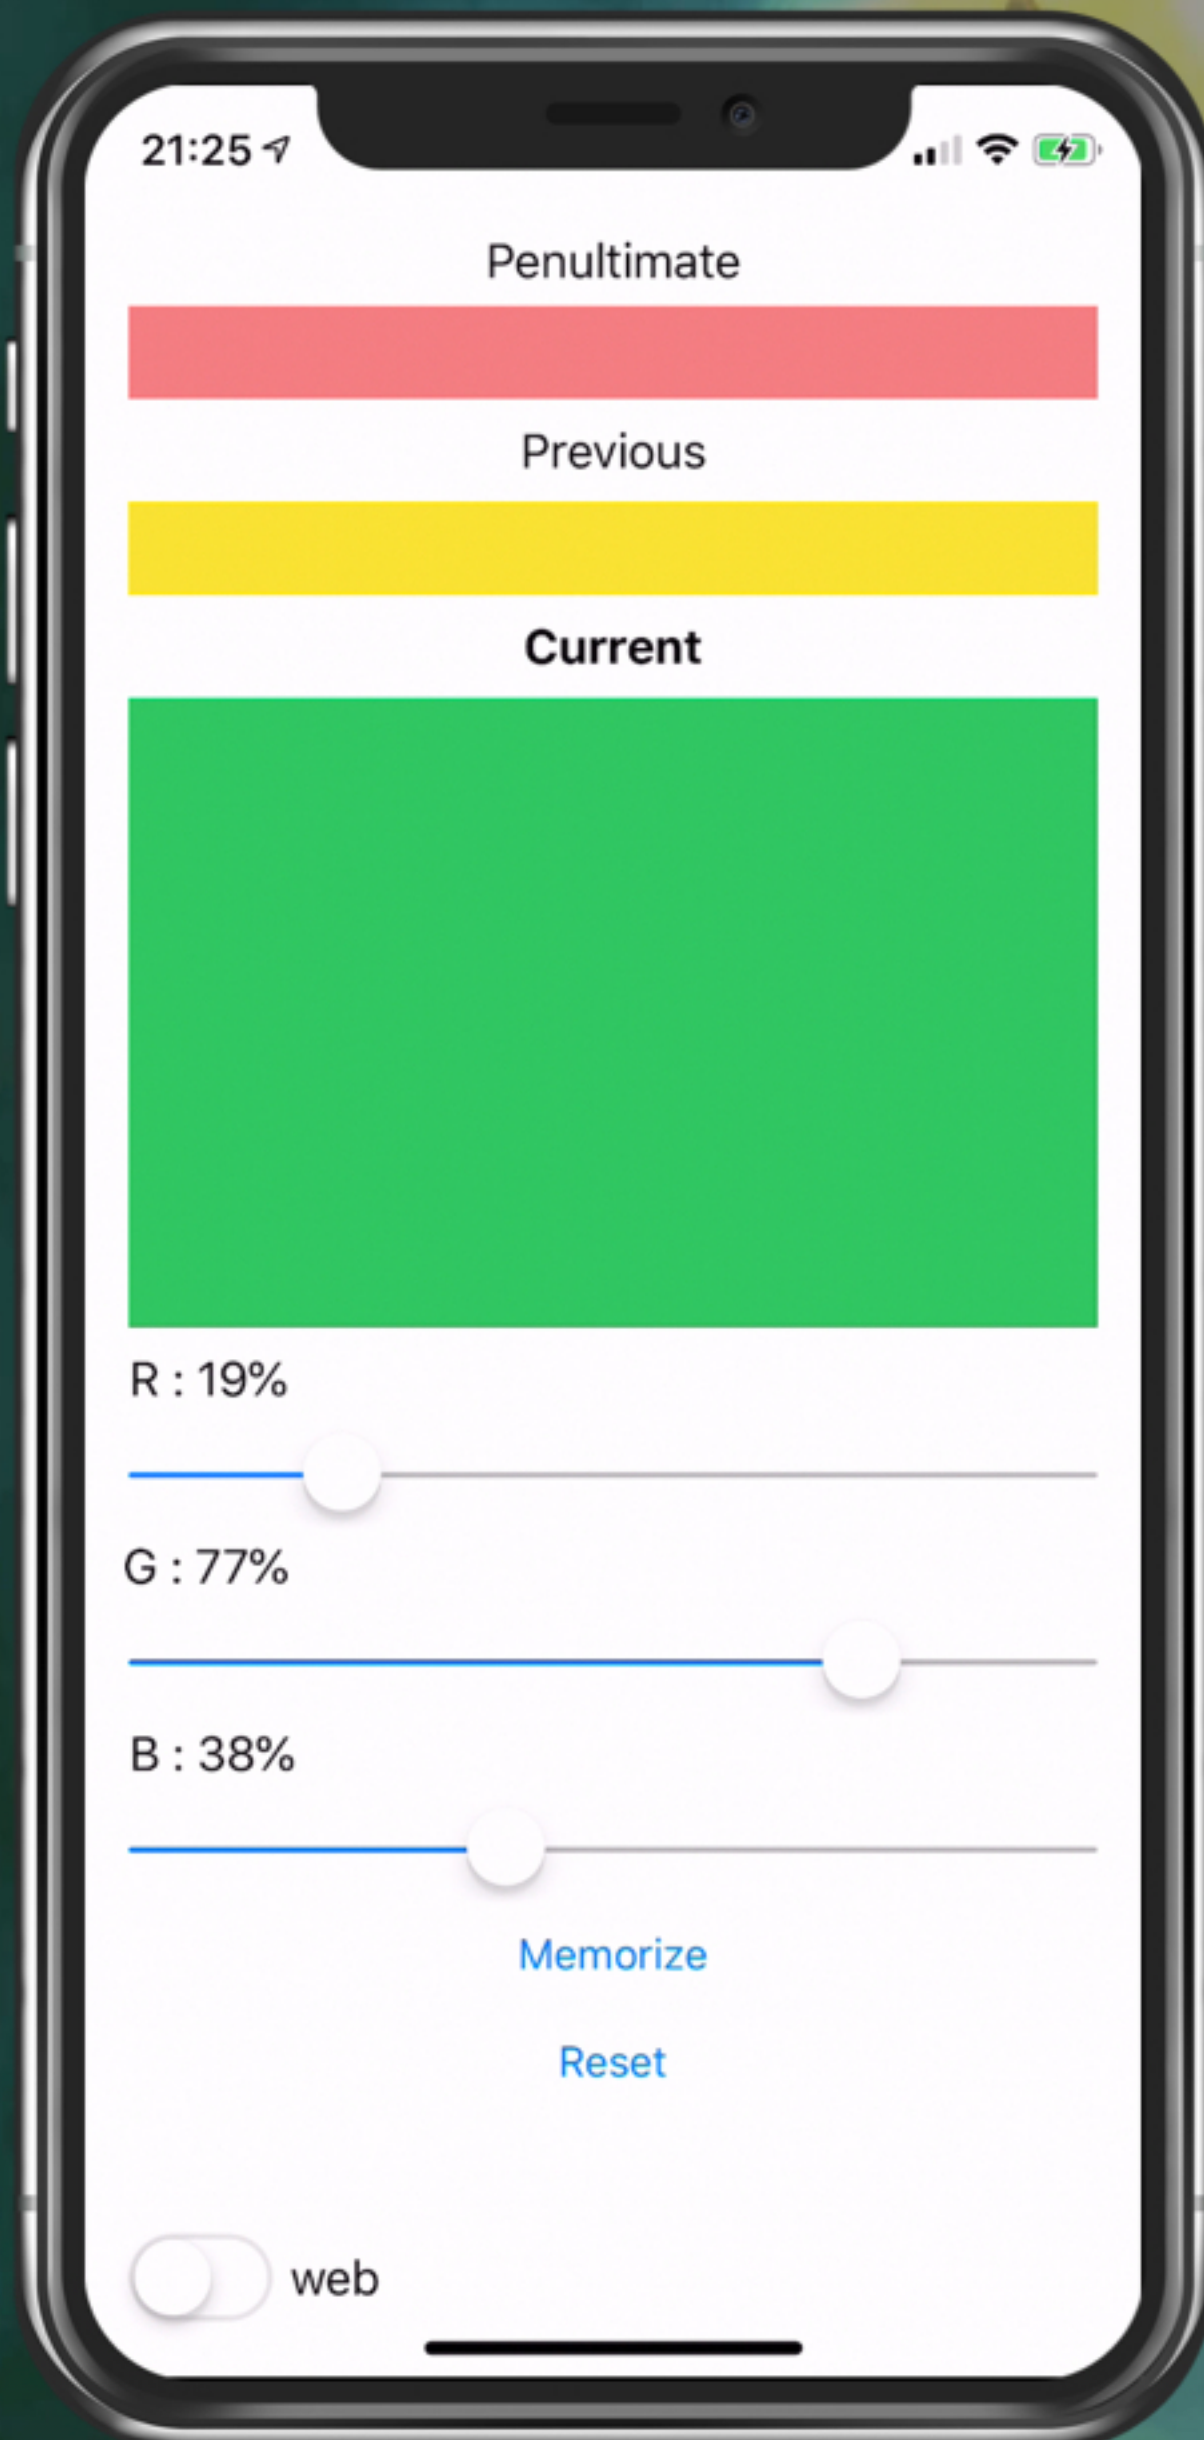 21:25
Penultimate
Previous
Current
R : 19%
G : 77%
B : 38%
Memorize
Reset
web